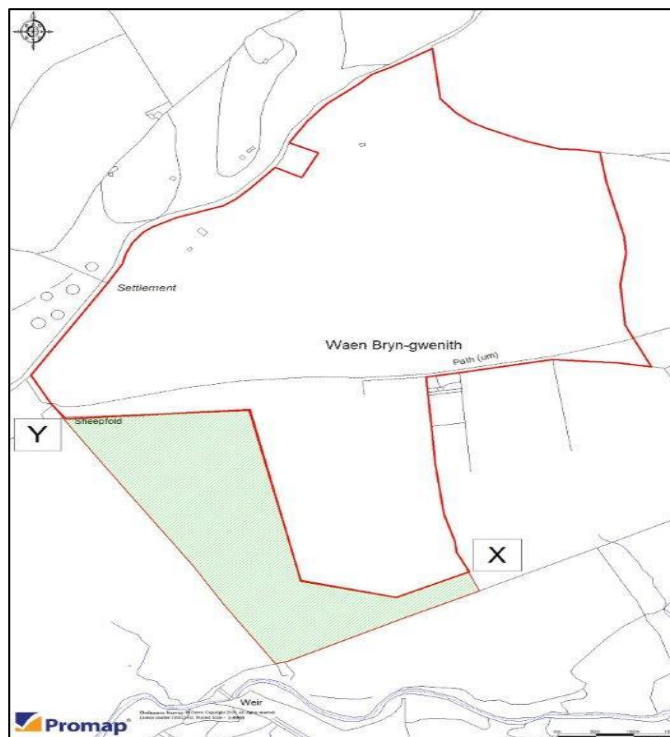 Settlement
Waen Bryn-gwenith
Path (um)
Sheepfold
Y
X
Weir
Promap